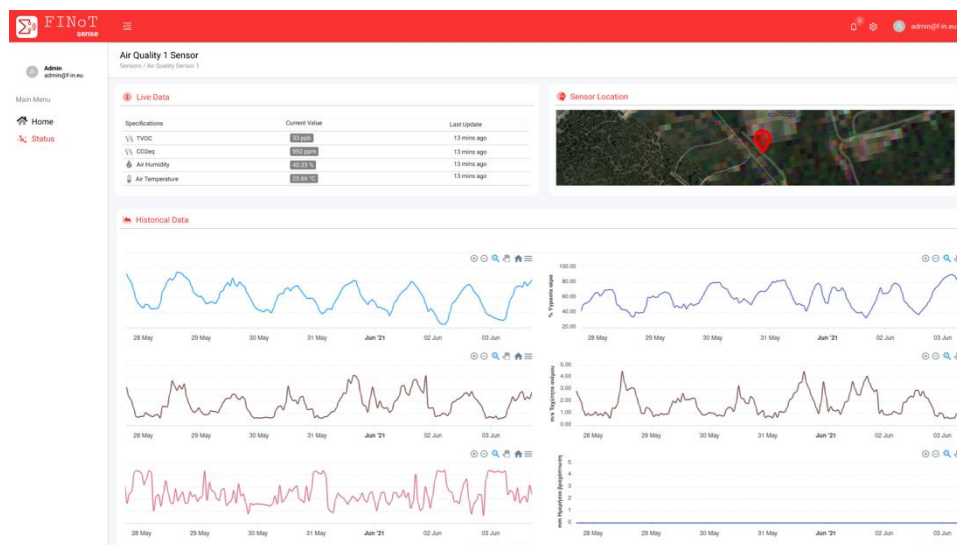 FINoT
sense
0
admin@f-in.eu
Admin
admin@f-in.eu
Main Menu
Home
Status
Air Quality 1 Sensor
Sensors / Air Quality Sensor 1
Live Data
Specifications Current Value Last Update
TVOC 33 ppb 13 mins ago
CO2eq 992 ppm 13 mins ago
Air Humidity 40.33 % 13 mins ago
Air Temperature 25.66 °C 13 mins ago
Sensor Location
Historical Data
28 May 29 May 30 May 31 May Jun '21 02 Jun 03 Jun
% Υγρασία αέρα
100.00
80.00
60.00
40.00
20.00
28 May 29 May 30 May 31 May Jun '21 02 Jun 03 Jun
28 May 29 May 30 May 31 May Jun '21 02 Jun 03 Jun
m/s Ταχύτητα ανέμου
5.00
4.00
3.00
2.00
1.00
0.00
28 May 29 May 30 May 31 May Jun '21 02 Jun 03 Jun
28 May 29 May 30 May 31 May Jun '21 02 Jun 03 Jun
mm Ημερήσια βροχόπτωση
5
4
3
2
1
0
28 May 29 May 30 May 31 May Jun '21 02 Jun 03 Jun